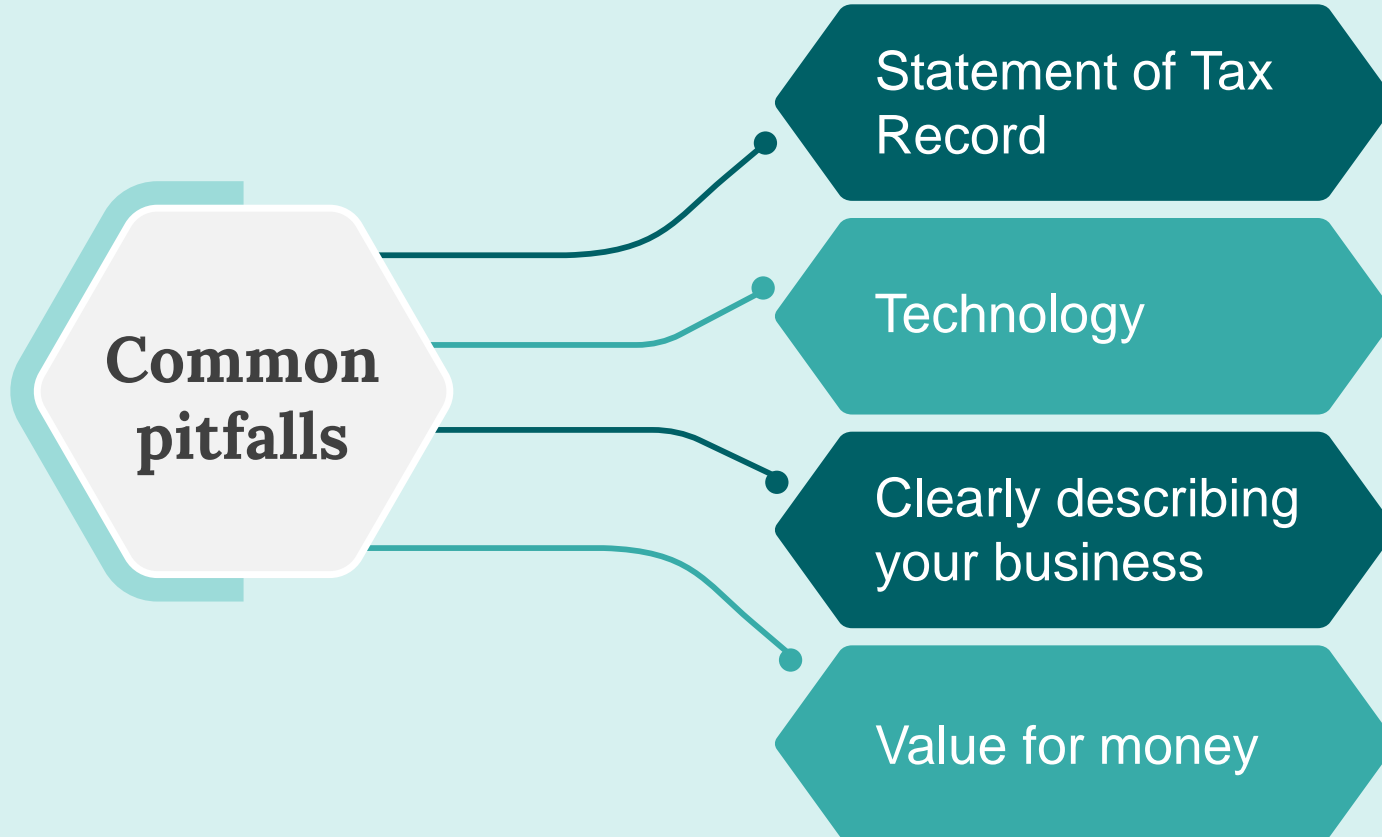 Common
pitfalls
Statement of Tax
Record
Technology
Clearly describing
your business
Value for money